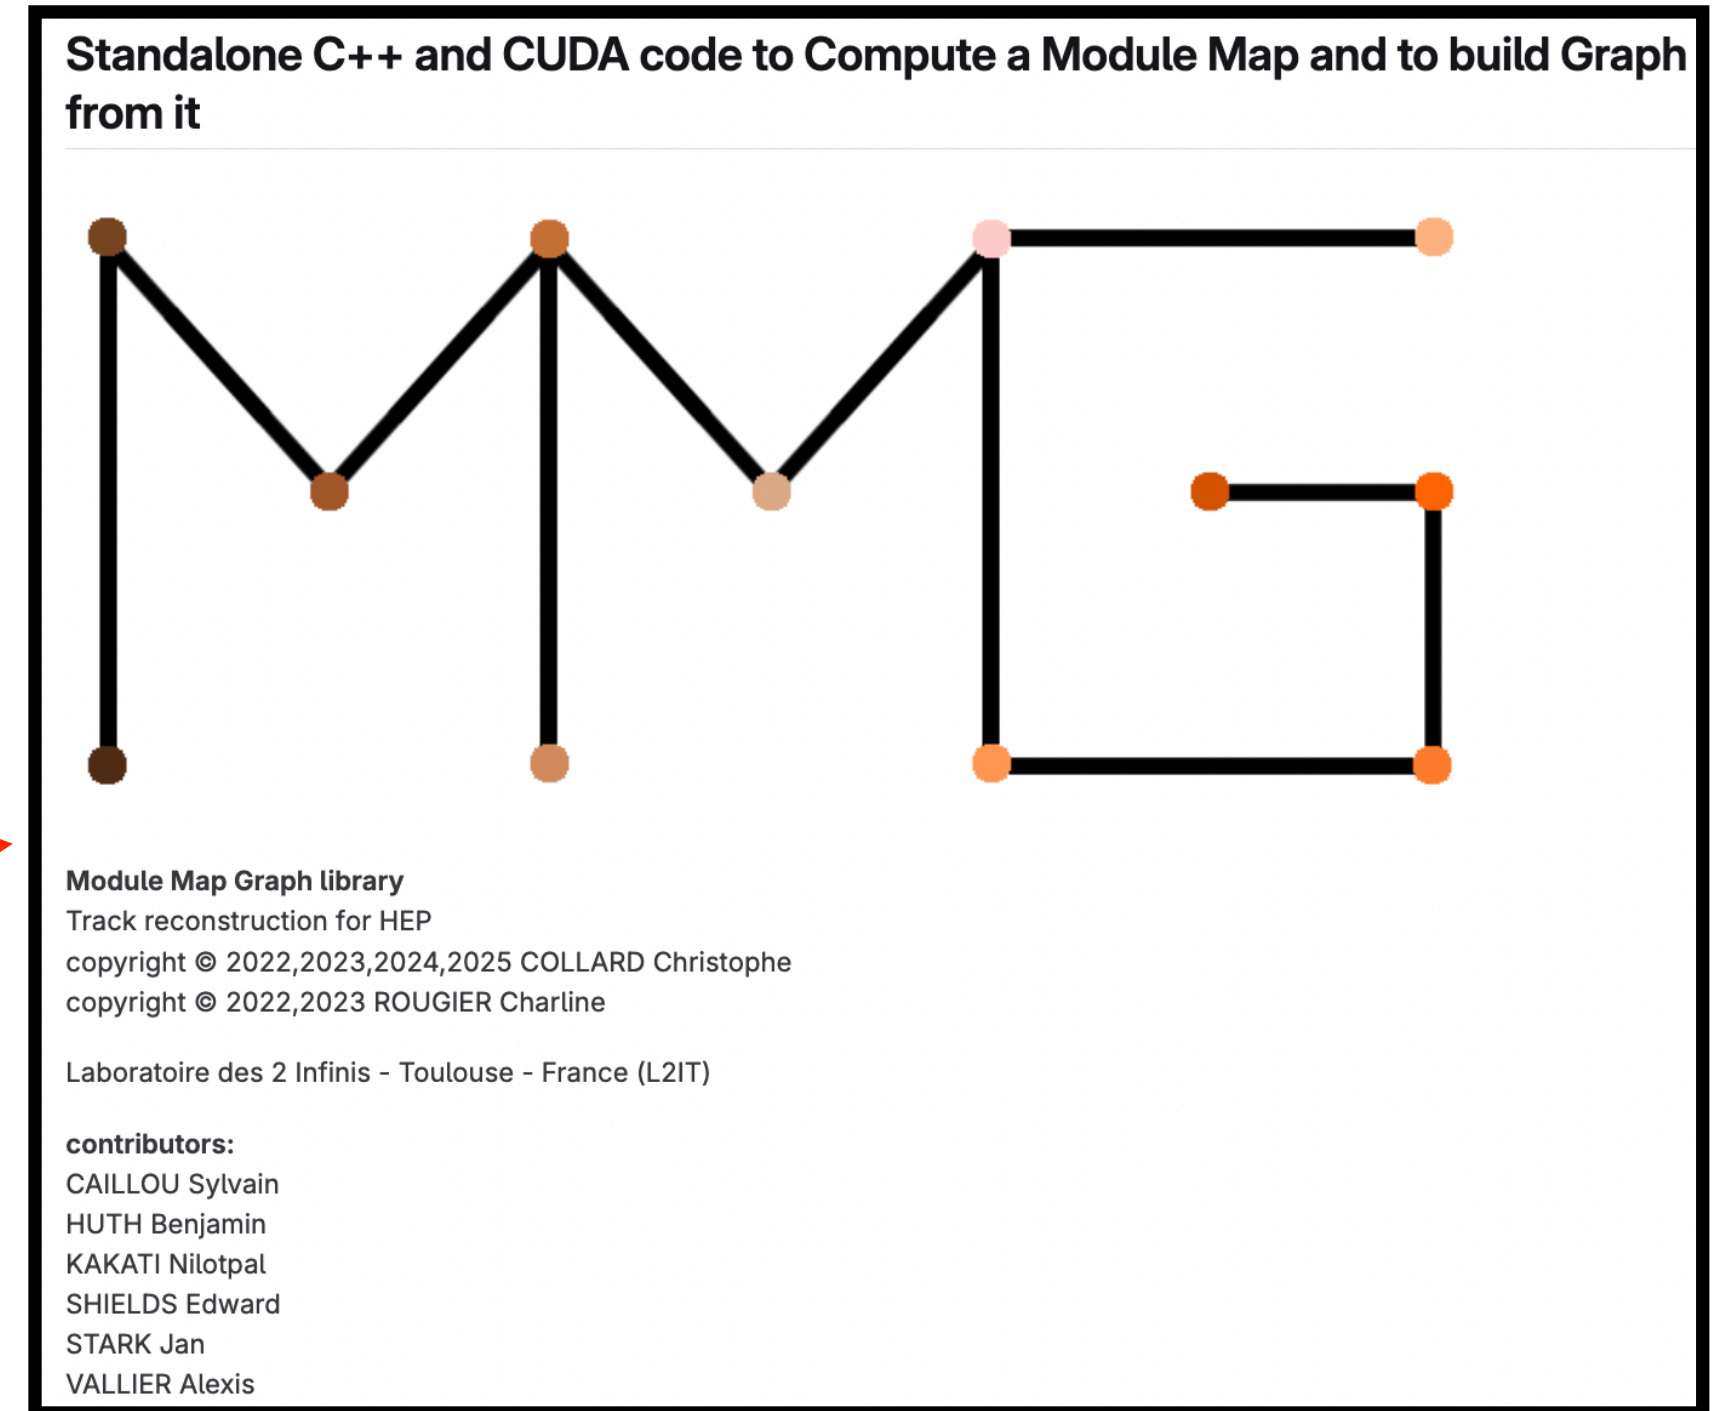 Standalone C++ and CUDA code to Compute a Module Map and to build Graph
from it
MMG
Module Map Graph library
Track reconstruction for HEP
copyright © 2022,2023,2024,2025 COLLARD Christophe
copyright © 2022,2023 ROUGIER Charline
Laboratoire des 2 Infinis - Toulouse - France (L2IT)
contributors:
CAILLOU Sylvain
HUTH Benjamin
KAKATI Nilotpal
SHIELDS Edward
STARK Jan
VALLIER Alexis